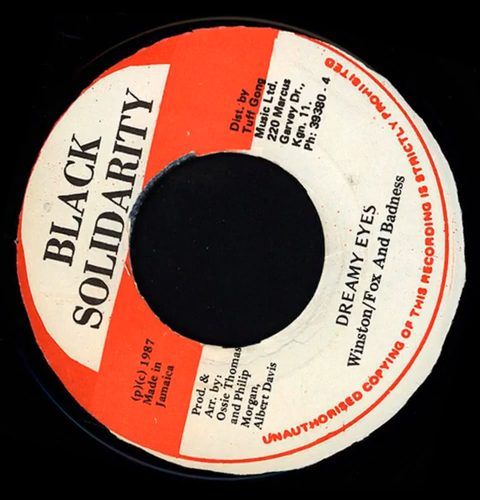 BLACK
SOLIDARITY
Dist. by
Tuff Gong
Music Ltd.
220 Marcus
Garvey Dr.,
Kgn. 11.
Ph: 39380 - 4
(p)(c) 1987
Made in
Jamaica
Prod. &
Arr. by:
Ossie Thomas
and Philip
Morgan,
Albert Davis
DREAMY EYES
Winston/Fox And Badness
UNAUTHORISED COPYING OF THIS RECORDING IS STRICTLY PROHIBITED